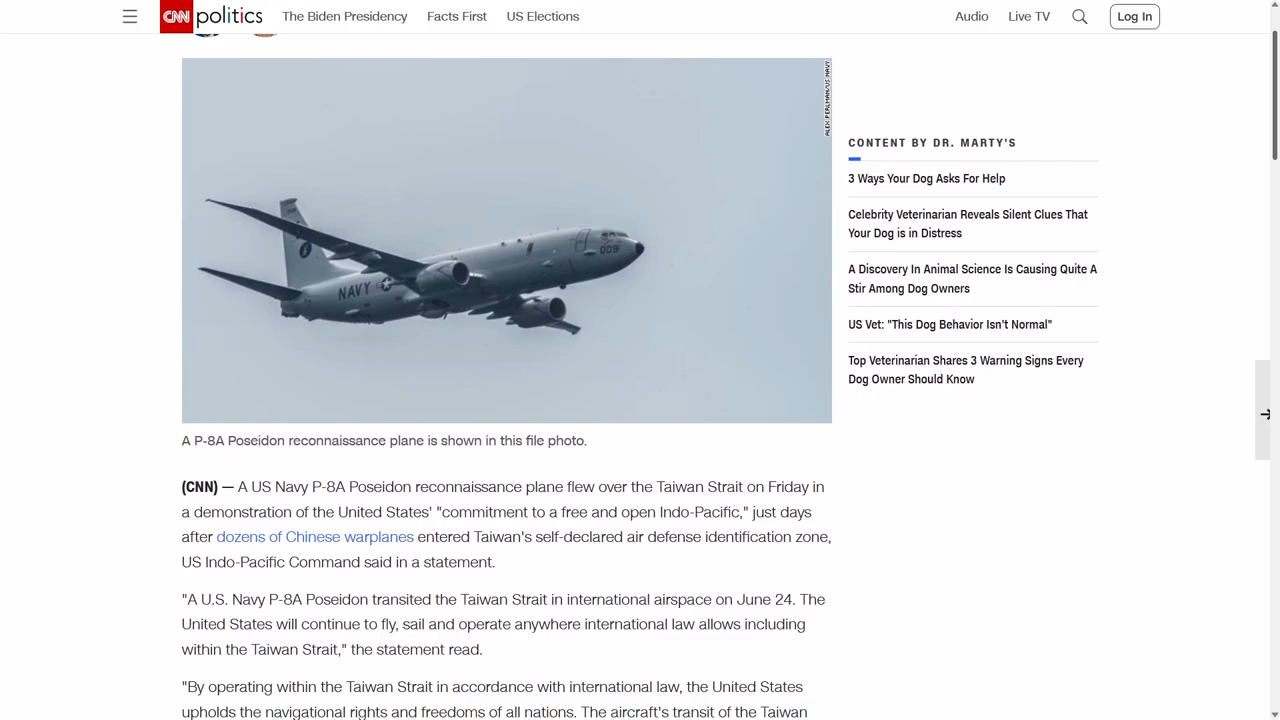 CNN politics The Biden Presidency Facts First US Elections Audio Live TV Log In
ALEX PERLMAN/US NAVY
NAVY
009
A P-8A Poseidon reconnaissance plane is shown in this file photo.
(CNN) — A US Navy P-8A Poseidon reconnaissance plane flew over the Taiwan Strait on Friday in
a demonstration of the United States' "commitment to a free and open Indo-Pacific," just days
after dozens of Chinese warplanes entered Taiwan's self-declared air defense identification zone,
US Indo-Pacific Command said in a statement.
"A U.S. Navy P-8A Poseidon transited the Taiwan Strait in international airspace on June 24. The
United States will continue to fly, sail and operate anywhere international law allows including
within the Taiwan Strait," the statement read.
"By operating within the Taiwan Strait in accordance with international law, the United States
upholds the navigational rights and freedoms of all nations. The aircraft's transit of the Taiwan
CONTENT BY DR. MARTY'S
3 Ways Your Dog Asks For Help
Celebrity Veterinarian Reveals Silent Clues That
Your Dog is in Distress
A Discovery In Animal Science Is Causing Quite A
Stir Among Dog Owners
US Vet: "This Dog Behavior Isn't Normal"
Top Veterinarian Shares 3 Warning Signs Every
Dog Owner Should Know